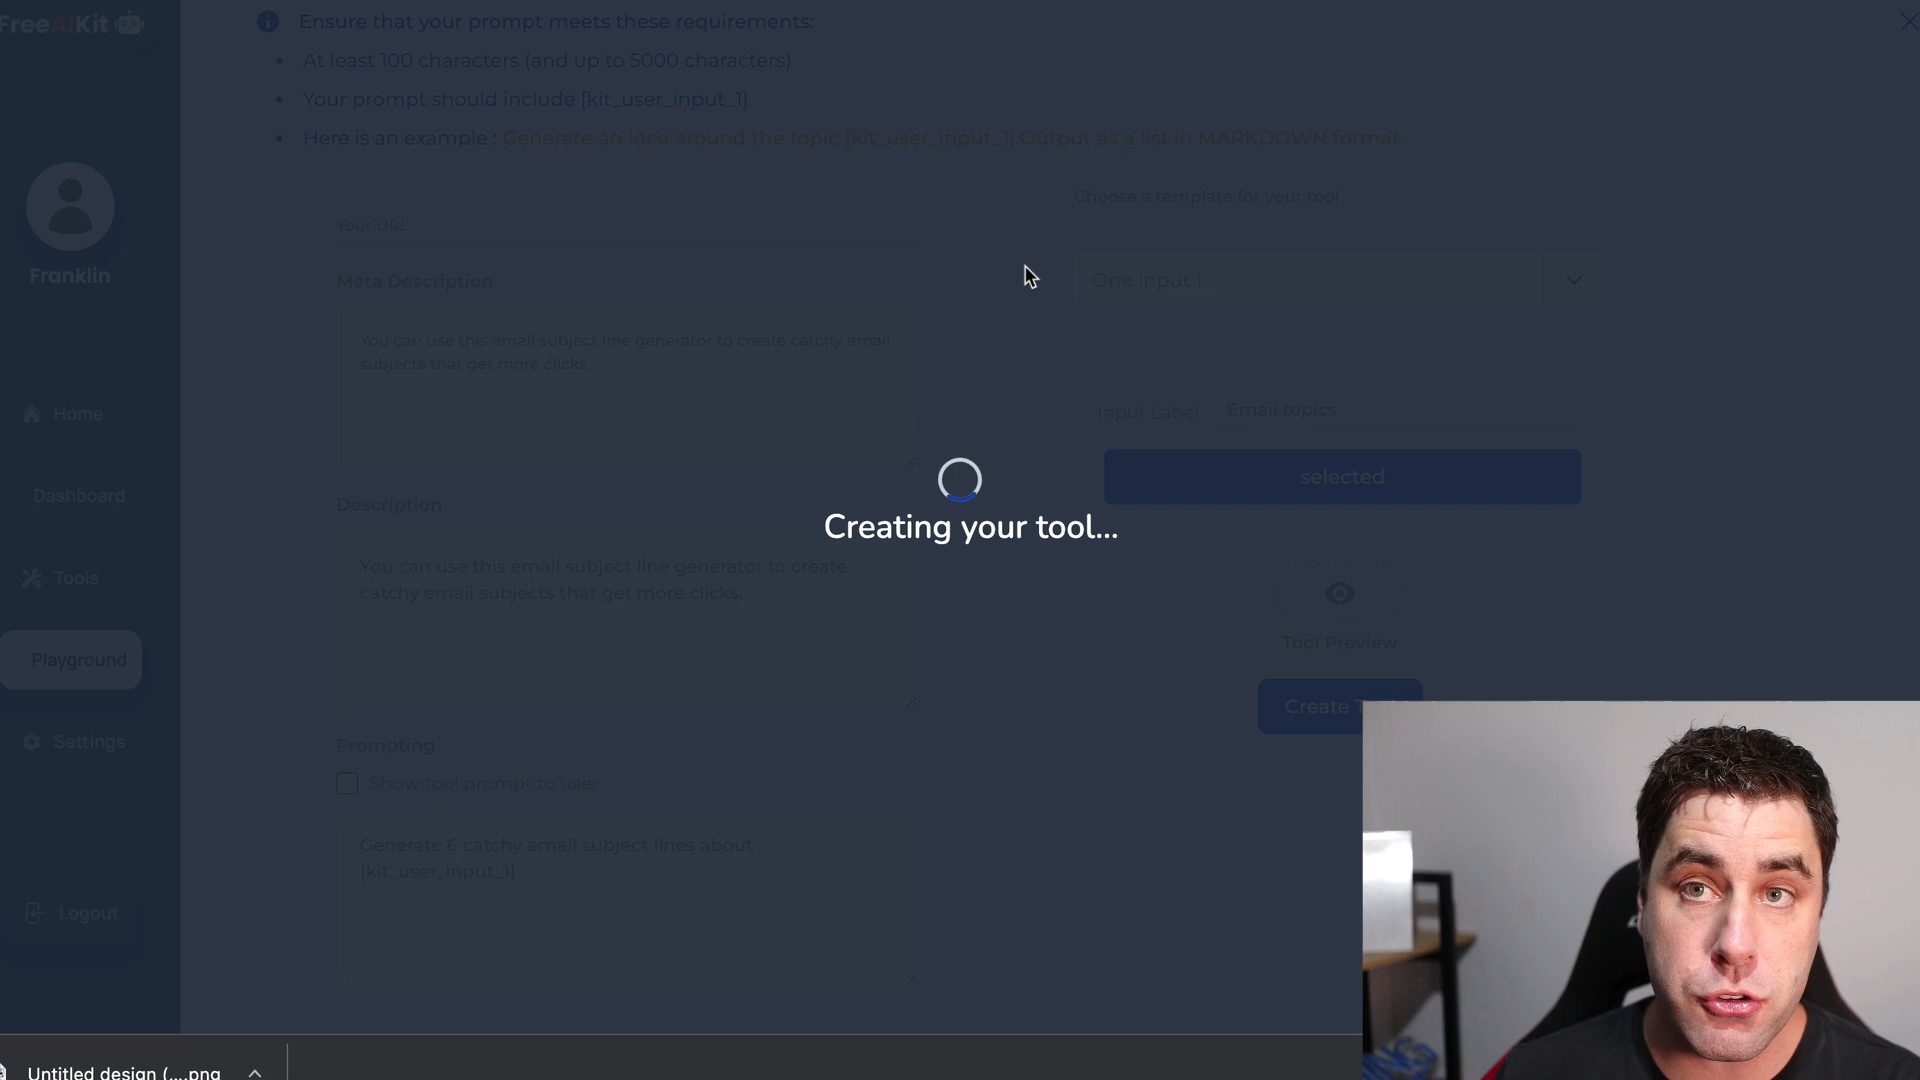 FreeAIKit
Ensure that your prompt meets these requirements:
At least 100 characters (and up to 5000 characters)
Your prompt should include [kit_user_input_1]
Here is an example : Generate an idea around the topic [kit_user_input_1].Output as a list in MARKDOWN format
Franklin
Home
Dashboard
Tools
Playground
Settings
Logout
Your URL
Meta Description
You can use this email subject line generator to create catchy email
subjects that get more clicks.
Description
You can use this email subject line generator to create
catchy email subjects that get more clicks.
Prompting
Show tool prompt to user
Generate 6 catchy email subject lines about
[kit_user_input_1]
Choose a template for your tool
One input 1
Input Label Email topics
selected
Creating your tool...
Tool Preview
Create
Untitled design (....png